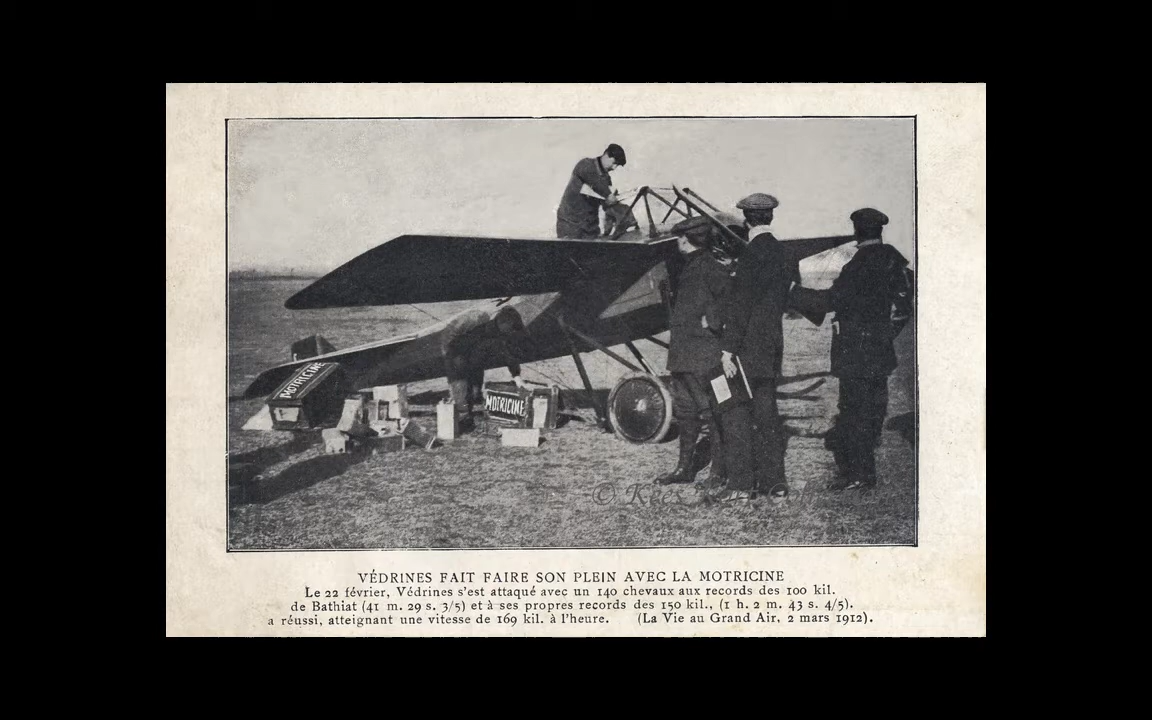 MOTRICINE
MOTRICINE
© Kees
VÉDRINES FAIT FAIRE SON PLEIN AVEC LA MOTRICINE
Le 22 février, Védrines s'est attaqué avec un 140 chevaux aux records des 100 kil.
de Bathiat (41 m. 29 s. 3/5) et à ses propres records des 150 kil., (1 h. 2 m. 43 s. 4/5).
a réussi, atteignant une vitesse de 169 kil. à l'heure. (La Vie au Grand Air, 2 mars 1912).